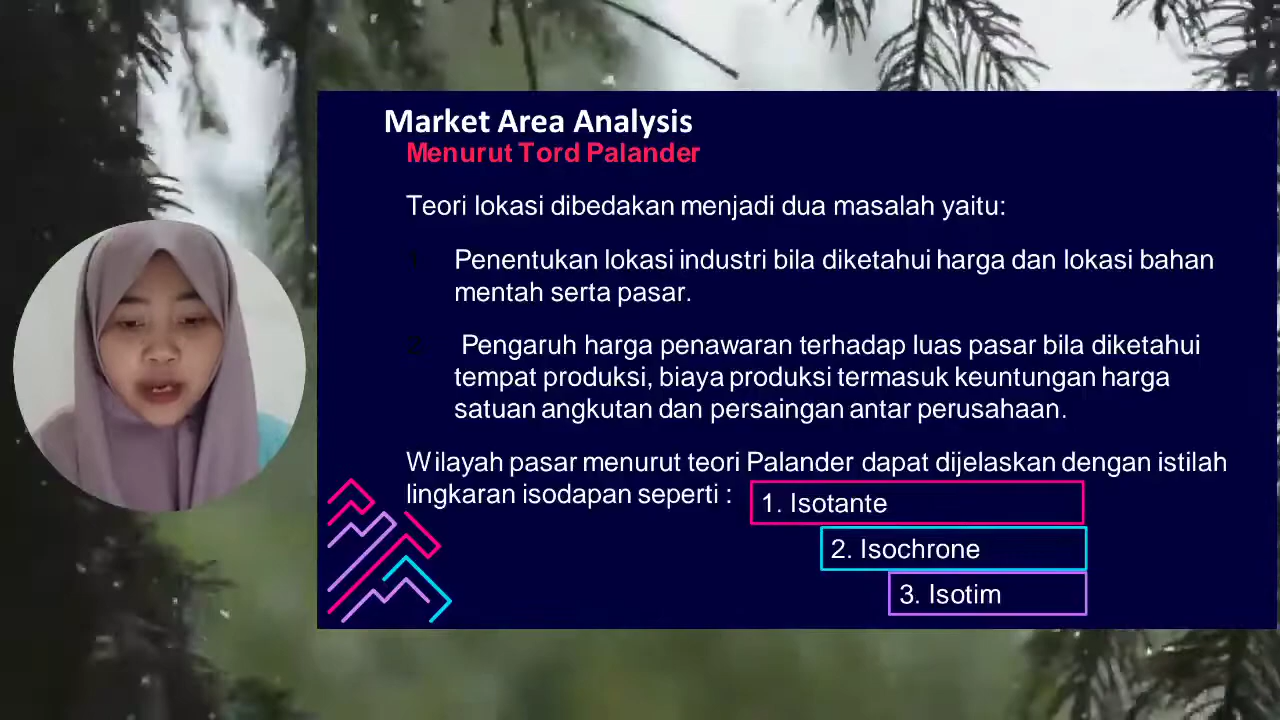 Market Area Analysis
Menurut Tord Palander
Teori lokasi dibedakan menjadi dua masalah yaitu:
1. Penentukan lokasi industri bila diketahui harga dan lokasi bahan
mentah serta pasar.
2. Pengaruh harga penawaran terhadap luas pasar bila diketahui
tempat produksi, biaya produksi termasuk keuntungan harga
satuan angkutan dan persaingan antar perusahaan.
Wilayah pasar menurut teori Palander dapat dijelaskan dengan istilah
lingkaran isodapan seperti :
1. Isotante
2. Isochrone
3. Isotim